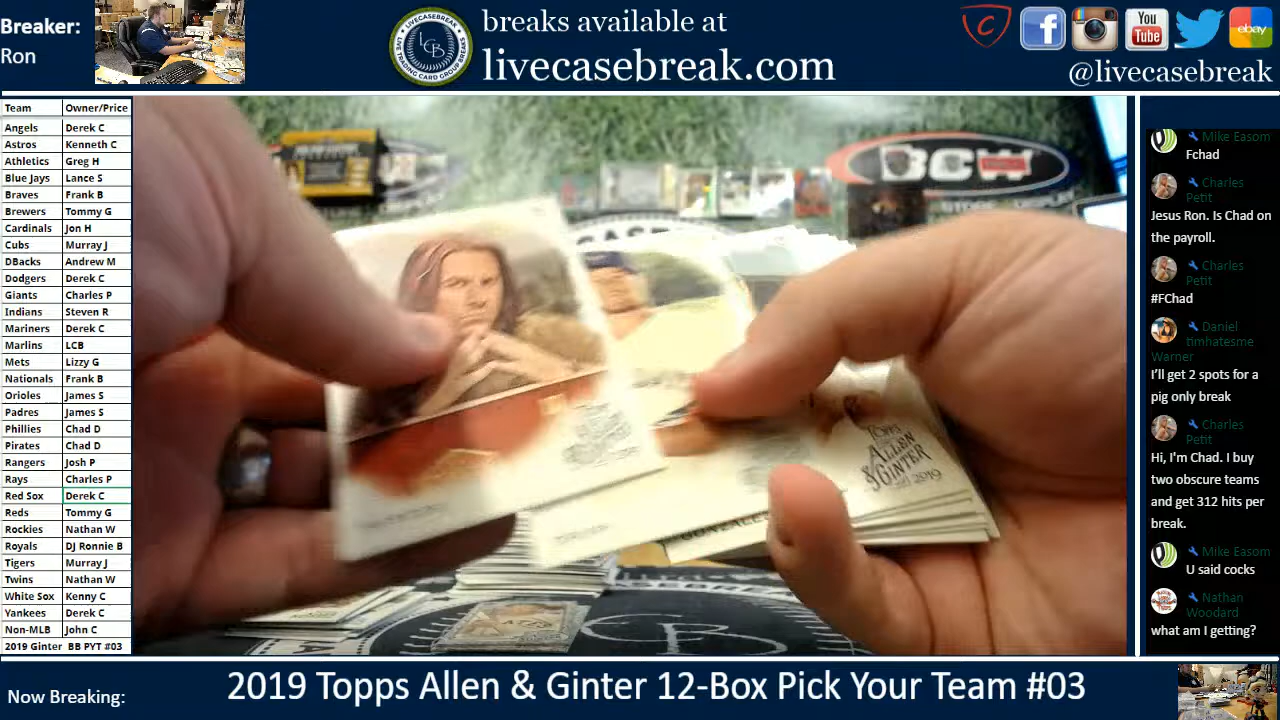 Breaker:
Ron
LCB
breaks available at
livecasebreak.com
You
Tube
ebay
@livecasebreak
Team Owner/Price
Angels Derek C
Astros Kenneth C
Athletics Greg H
Blue Jays Lance S
Braves Frank B
Brewers Tommy G
Cardinals Jon H
Cubs Murray J
DBacks Andrew M
Dodgers Derek C
Giants Charles P
Indians Steven R
Mariners Derek C
Marlins LCB
Mets Lizzy G
Nationals Frank B
Orioles James S
Padres James S
Phillies Chad D
Pirates Chad D
Rangers Josh P
Rays Charles P
Red Sox Derek C
Reds Tommy G
Rockies Nathan W
Royals DJ Ronnie B
Tigers Murray J
Twins Nathan W
White Sox Kenny C
Yankees Derek C
Non-MLB John C
2019 Ginter BB PYT #03
BCW
Topps
Allen
& Ginter
2019
Mike Easom
Fchad
Charles
Petit
Jesus Ron. Is Chad on
the payroll.
Charles
Petit
#FChad
Daniel
timhatesme
Warner
I'll get 2 spots for a
pig only break
Charles
Petit
Hi, I'm Chad. I buy
two obscure teams
and get 312 hits per
break.
Mike Easom
U said cocks
Nathan
Woodard
what am I getting?
Now Breaking:
2019 Topps Allen & Ginter 12-Box Pick Your Team #03